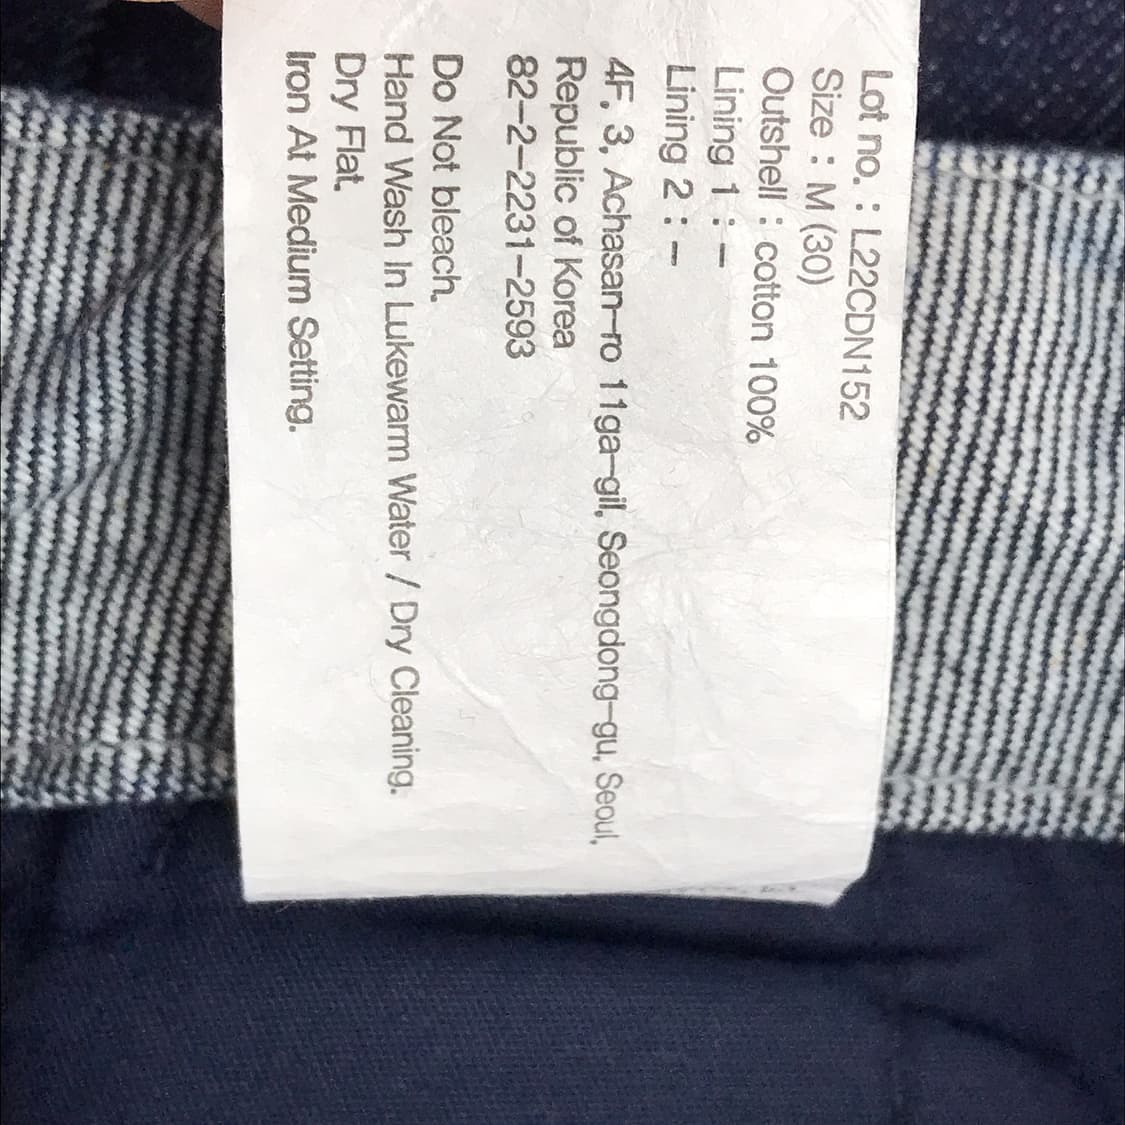 Lot no. : L22CDN152
Size : M (30)
Outshell : cotton 100%
Lining 1 : -
Lining 2 : -
4F, 3, Achasan-ro 11ga-gil, Seongdong-gu, Seoul,
Republic of Korea
82-2-2231-2593
Do Not bleach.
Hand Wash In Lukewarm Water / Dry Cleaning.
Dry Flat.
Iron At Medium Setting.